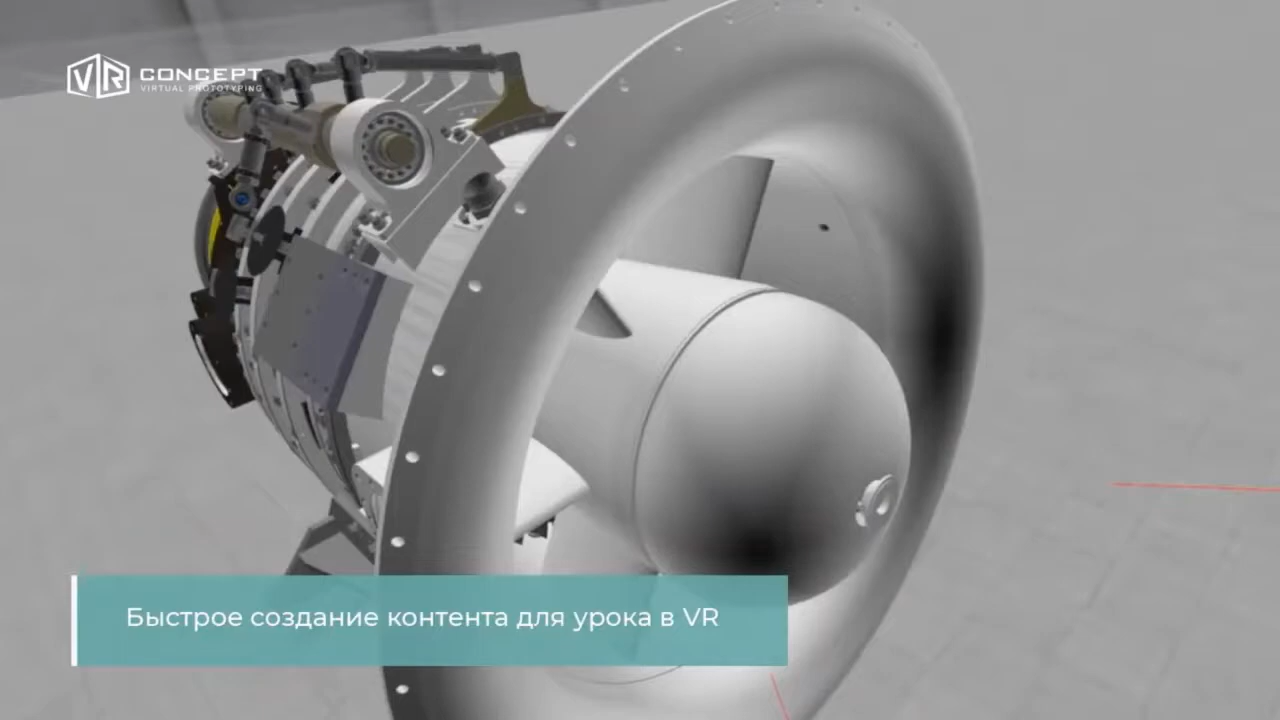 VR CONCEPT
VIRTUAL PROTOTYPING
Быстрое создание контента для урока в VR